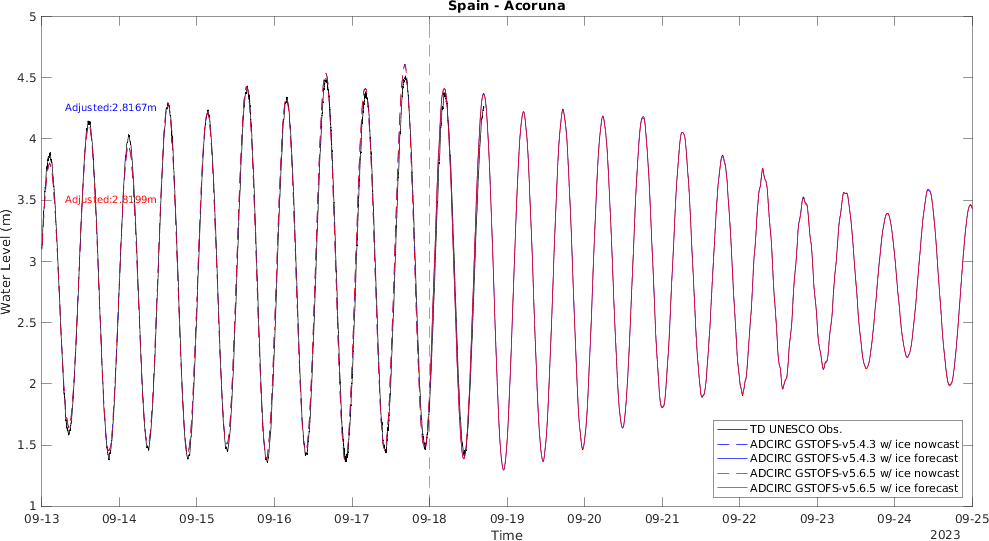 Spain - Acoruna
5
4.5
4
3.5
3
2.5
2
1.5
1
Water Level (m)
Adjusted:2.8167m
Adjusted:2.8199m
TD UNESCO Obs.
ADCIRC GSTOFS-v5.4.3 w/ ice nowcast
ADCIRC GSTOFS-v5.4.3 w/ ice forecast
ADCIRC GSTOFS-v5.6.5 w/ ice nowcast
ADCIRC GSTOFS-v5.6.5 w/ ice forecast
09-13 09-14 09-15 09-16 09-17 09-18 09-19 09-20 09-21 09-22 09-23 09-24 09-25
Time
2023